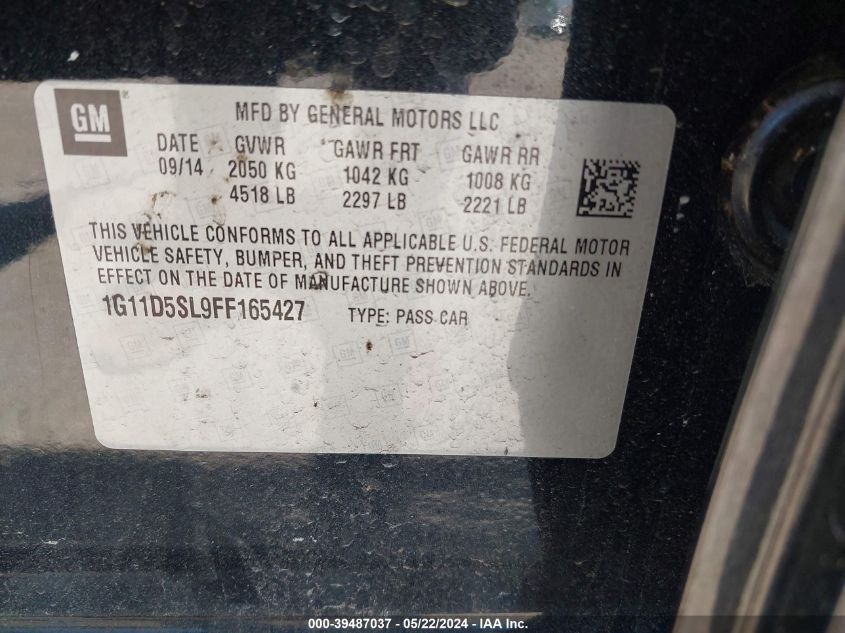 GM
MFD BY GENERAL MOTORS LLC
DATE GVWR GAWR FRT GAWR RR
09/14 2050 KG 1042 KG 1008 KG
4518 LB 2297 LB 2221 LB
THIS VEHICLE CONFORMS TO ALL APPLICABLE U.S. FEDERAL MOTOR
VEHICLE SAFETY, BUMPER, AND THEFT PREVENTION STANDARDS IN
EFFECT ON THE DATE OF MANUFACTURE SHOWN ABOVE.
1G11D5SL9FF165427 TYPE: PASS CAR
000-39487037 - 05/22/2024 - IAA Inc.